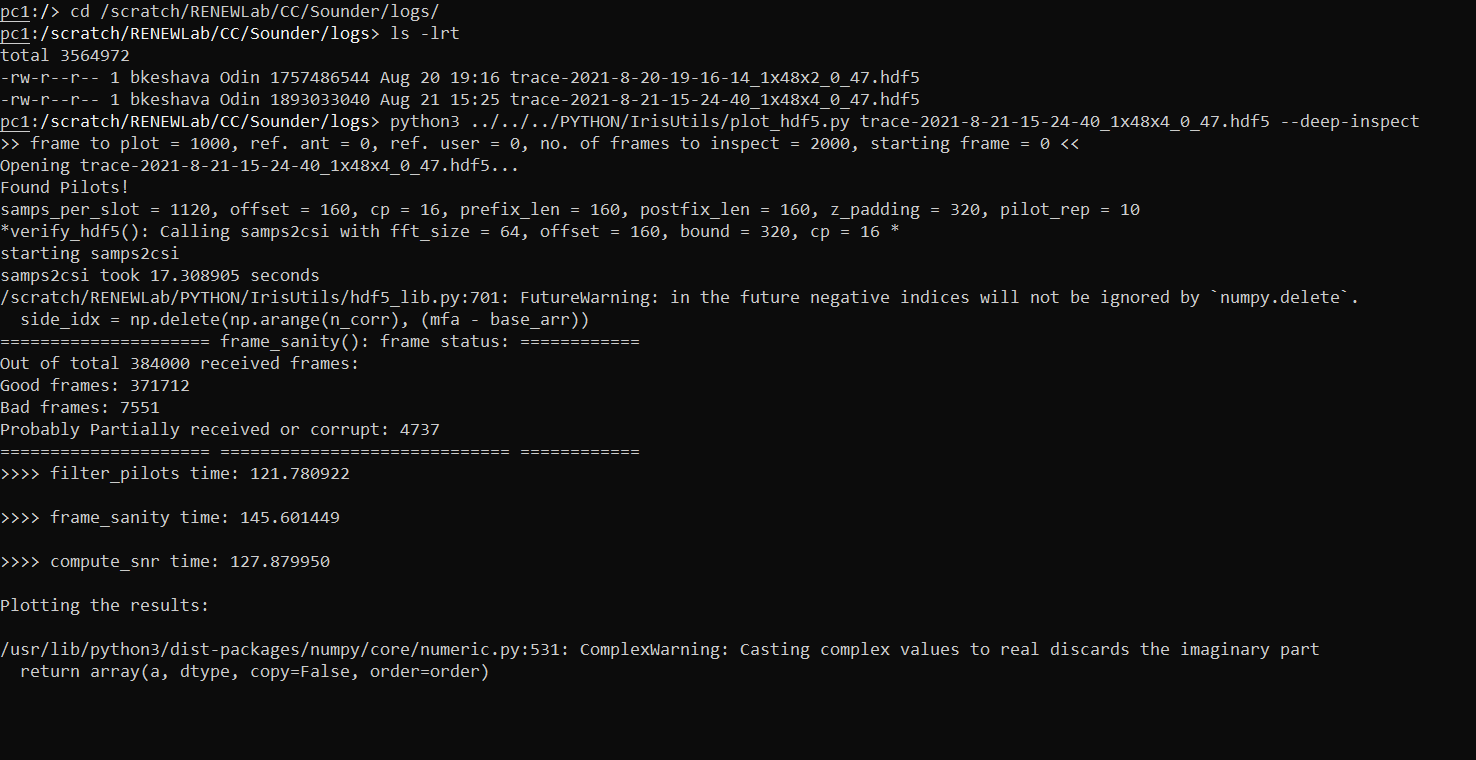 pc1:/> cd /scratch/RENEWLab/CC/Sounder/logs/
pc1:/scratch/RENEWLab/CC/Sounder/logs> ls -lrt
total 3564972
-rw-r--r-- 1 bkeshava Odin 1757486544 Aug 20 19:16 trace-2021-8-20-19-16-14_1x48x2_0_47.hdf5
-rw-r--r-- 1 bkeshava Odin 1893033040 Aug 21 15:25 trace-2021-8-21-15-24-40_1x48x4_0_47.hdf5
pc1:/scratch/RENEWLab/CC/Sounder/logs> python3 ../../../PYTHON/IrisUtils/plot_hdf5.py trace-2021-8-21-15-24-40_1x48x4_0_47.hdf5 --deep-inspect
>> frame to plot = 1000, ref. ant = 0, ref. user = 0, no. of frames to inspect = 2000, starting frame = 0 <<
Opening trace-2021-8-21-15-24-40_1x48x4_0_47.hdf5...
Found Pilots!
samps_per_slot = 1120, offset = 160, cp = 16, prefix_len = 160, postfix_len = 160, z_padding = 320, pilot_rep = 10
*verify_hdf5(): Calling samps2csi with fft_size = 64, offset = 160, bound = 320, cp = 16 *
starting samps2csi
samps2csi took 17.308905 seconds
/scratch/RENEWLab/PYTHON/IrisUtils/hdf5_lib.py:701: FutureWarning: in the future negative indices will not be ignored by `numpy.delete`.
  side_idx = np.delete(np.arange(n_corr), (mfa - base_arr))
===================== frame_sanity(): frame status: ============
Out of total 384000 received frames:
Good frames: 371712
Bad frames: 7551
Probably Partially received or corrupt: 4737
===================== ============================= ============
>>>> filter_pilots time: 121.780922
>>>> frame_sanity time: 145.601449
>>>> compute_snr time: 127.879950
Plotting the results:
/usr/lib/python3/dist-packages/numpy/core/numeric.py:531: ComplexWarning: Casting complex values to real discards the imaginary part
  return array(a, dtype, copy=False, order=order)